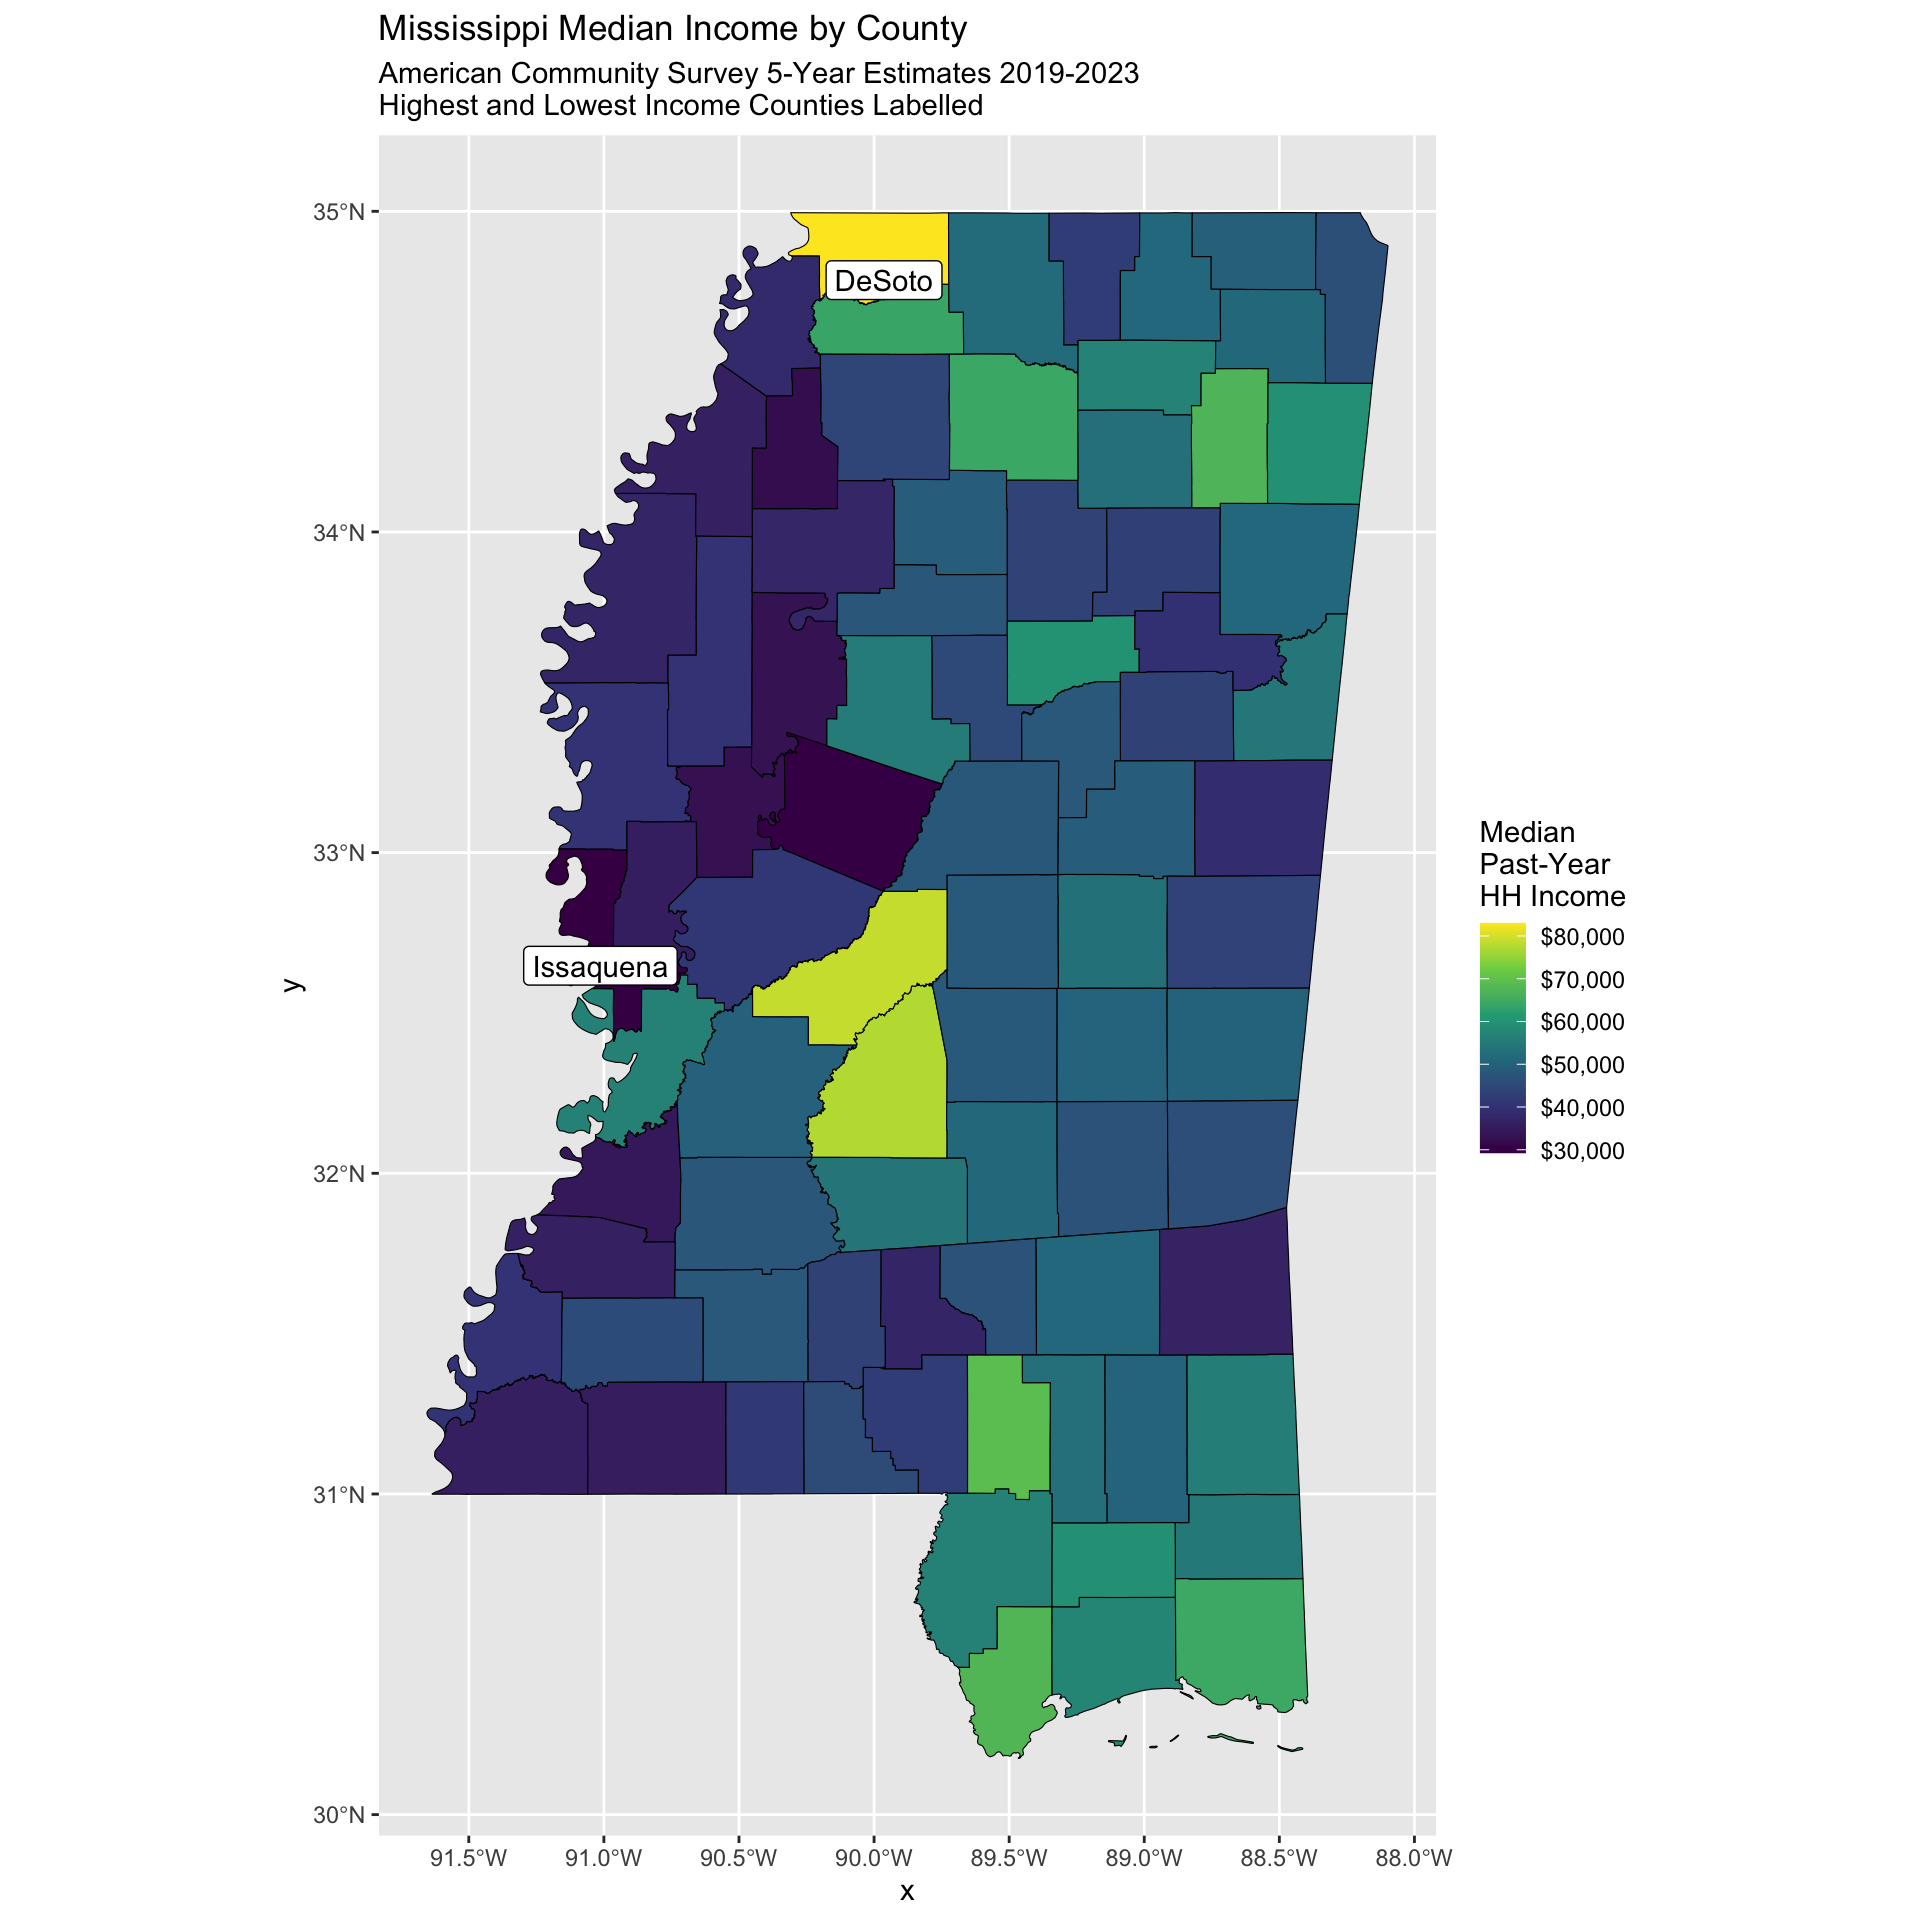 Mississippi Median Income by County
American Community Survey 5-Year Estimates 2019-2023
Highest and Lowest Income Counties Labelled
35°N
34°N
33°N
32°N
31°N
30°N
y
DeSoto
Issaquena
91.5°W
91.0°W
90.5°W
90.0°W
89.5°W
89.0°W
88.5°W
88.0°W
x
Median
Past-Year
HH Income
$80,000
$70,000
$60,000
$50,000
$40,000
$30,000